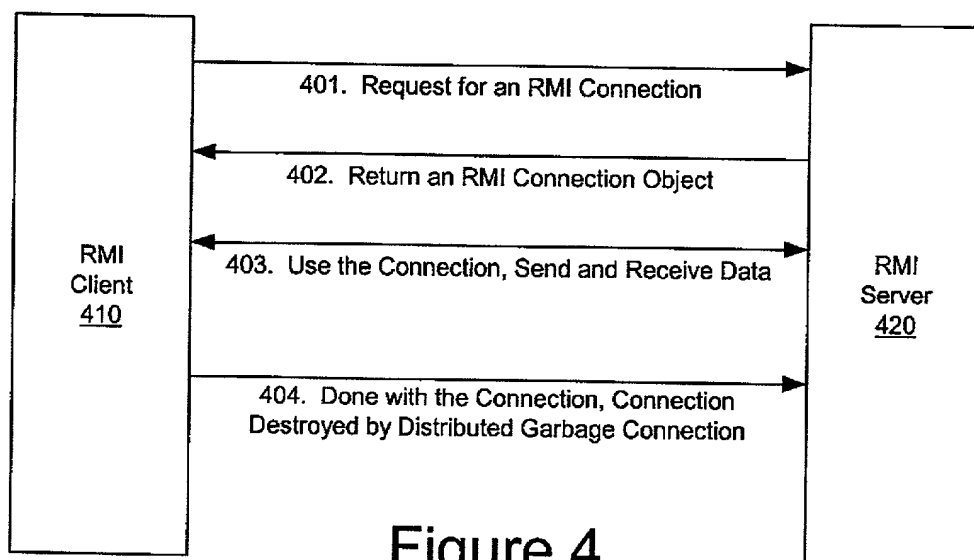 401. Request for an RMI Connection
402. Return an RMI Connection Object
403. Use the Connection, Send and Receive Data
RMI
Client
410
RMI
Server
420
404. Done with the Connection, Connection
Destroyed by Distributed Garbage Connection
Figure 4